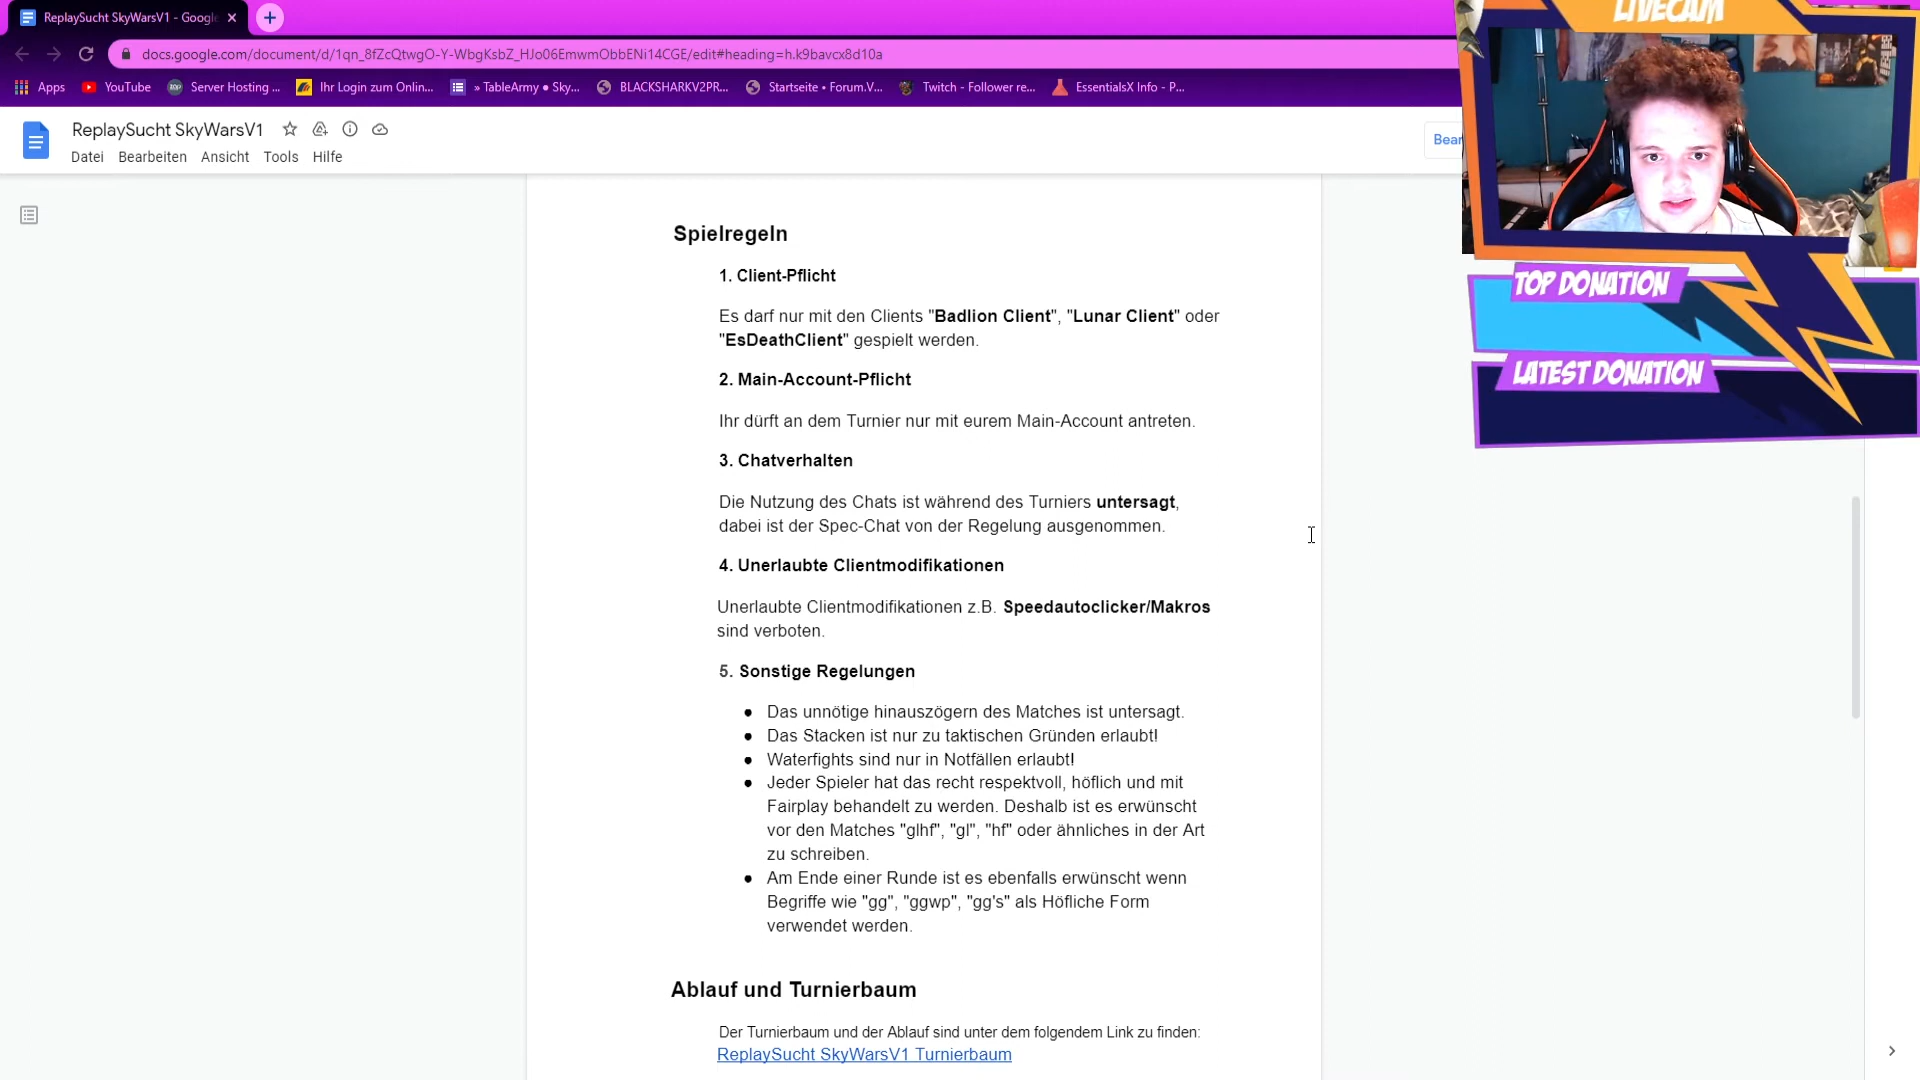 ReplaySucht SkyWarsV1 - Google
docs.google.com/document/d/1qn_8fZcQtwgO-Y-WbgKsbZ_HJo06EmwmObbENi14CGE/edit#heading=h.k9bavcx8d10a
Apps YouTube Server Hosting ... Ihr Login zum Onlin... » TableArmy ● Sky... BLACKSHARKV2PR... Startseite • Forum.V... Twitch - Follower re... EssentialsX Info - P...
ReplaySucht SkyWarsV1
Datei Bearbeiten Ansicht Tools Hilfe
Bear
LIVECAM
TOP DONATION
LATEST DONATION
Spielregeln
1. Client-Pflicht
Es darf nur mit den Clients "Badlion Client", "Lunar Client" oder
"EsDeathClient" gespielt werden.
2. Main-Account-Pflicht
Ihr dürft an dem Turnier nur mit eurem Main-Account antreten.
3. Chatverhalten
Die Nutzung des Chats ist während des Turniers untersagt,
dabei ist der Spec-Chat von der Regelung ausgenommen.
4. Unerlaubte Clientmodifikationen
Unerlaubte Clientmodifikationen z.B. Speedautoclicker/Makros
sind verboten.
5. Sonstige Regelungen
● Das unnötige hinauszögern des Matches ist untersagt.
● Das Stacken ist nur zu taktischen Gründen erlaubt!
● Waterfights sind nur in Notfällen erlaubt!
● Jeder Spieler hat das recht respektvoll, höflich und mit
Fairplay behandelt zu werden. Deshalb ist es erwünscht
vor den Matches "glhf", "gl", "hf" oder ähnliches in der Art
zu schreiben.
● Am Ende einer Runde ist es ebenfalls erwünscht wenn
Begriffe wie "gg", "ggwp", "gg's" als Höfliche Form
verwendet werden.
Ablauf und Turnierbaum
Der Turnierbaum und der Ablauf sind unter dem folgendem Link zu finden:
ReplaySucht SkyWarsV1 Turnierbaum